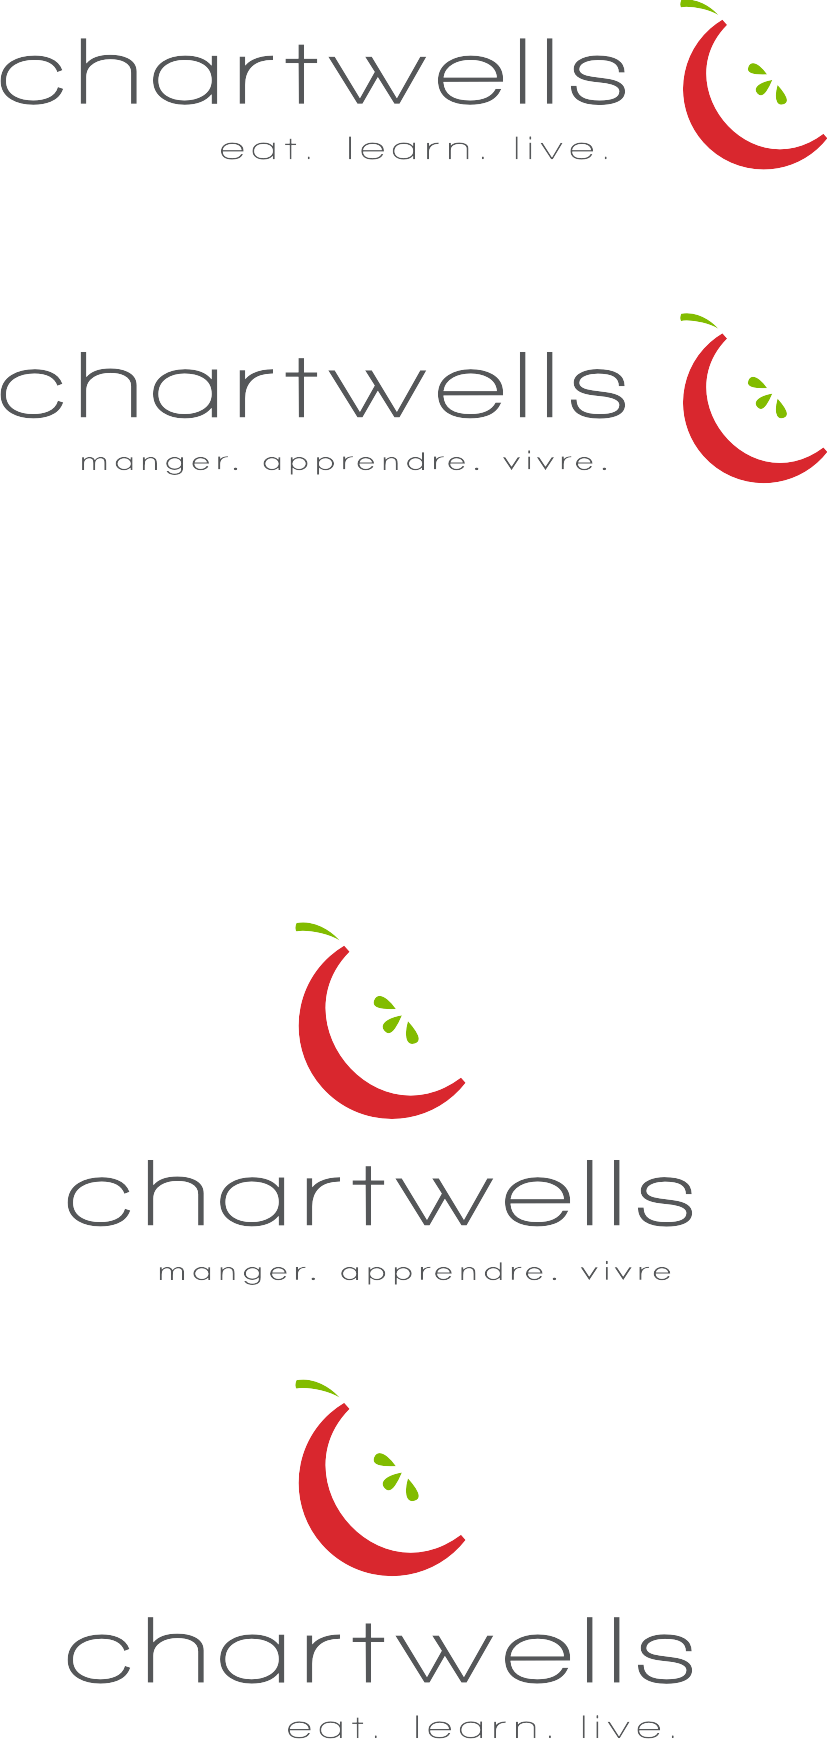 chartwells
eat. learn. live.
chartwells
manger. apprendre. vivre.
chartwells
manger. apprendre. vivre
chartwells
eat. learn. live.